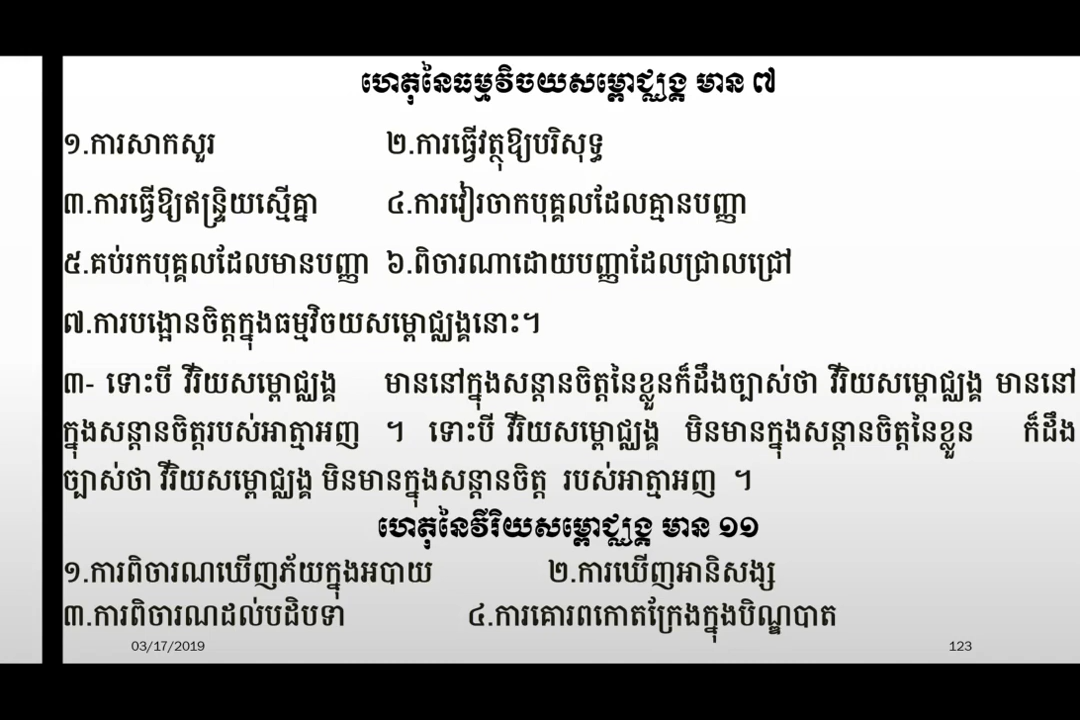 ហេតុនៃធម្មវិចយសម្ពោជ្ឈង្គ មាន ៧
១.ការសាកសួរ ២.ការធ្វើវត្ថុឱ្យបរិសុទ្ធ
៣.ការធ្វើឱ្យឥន្ទ្រិយស្មើគ្នា ៤.ការវៀរចាកបុគ្គលដែលគ្មានបញ្ញា
៥.គប់រកបុគ្គលដែលមានបញ្ញា ៦.ពិចារណាដោយបញ្ញាដែលជ្រាលជ្រៅ
៧.ការបង្អោនចិត្តក្នុងធម្មវិចយសម្ពោជ្ឈង្គនោះ។
៣- ទោះបី វីរិយសម្ពោជ្ឈង្គ មាននៅក្នុងសន្តានចិត្តនៃខ្លួនក៏ដឹងច្បាស់ថា វីរិយសម្ពោជ្ឈង្គ មាននៅ
ក្នុងសន្តានចិត្តរបស់អាត្មាអញ ។ ទោះបី វីរិយសម្ពោជ្ឈង្គ មិនមានក្នុងសន្តានចិត្តនៃខ្លួន ក៏ដឹង
ច្បាស់ថា វីរិយសម្ពោជ្ឈង្គ មិនមានក្នុងសន្តានចិត្ត របស់អាត្មាអញ ។
ហេតុនៃវីរិយសម្ពោជ្ឈង្គ មាន ១១
១.ការពិចារណឃើញភ័យក្នុងអបាយ ២.ការឃើញអានិសង្ស
៣.ការពិចារណដល់បដិបទា ៤.ការគោរពកោតក្រែងក្នុងបិណ្ឌបាត
03/17/2019 123